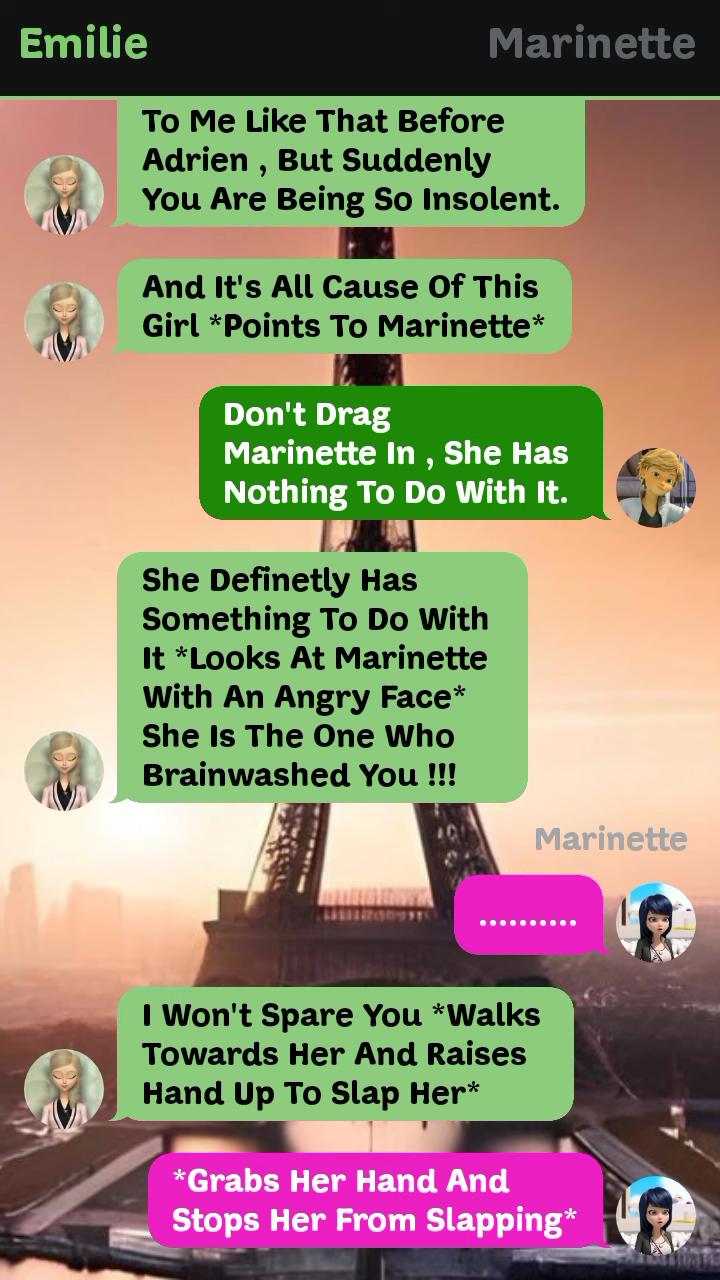 Emilie
Marinette
To Me Like That Before
Adrien , But Suddenly
You Are Being So Insolent.
And It's All Cause Of This
Girl *Points To Marinette*
Don't Drag
Marinette In , She Has
Nothing To Do With It.
She Definetly Has
Something To Do With
It *Looks At Marinette
With An Angry Face*
She Is The One Who
Brainwashed You !!!
Marinette
..........
I Won't Spare You *Walks
Towards Her And Raises
Hand Up To Slap Her*
*Grabs Her Hand And
Stops Her From Slapping*